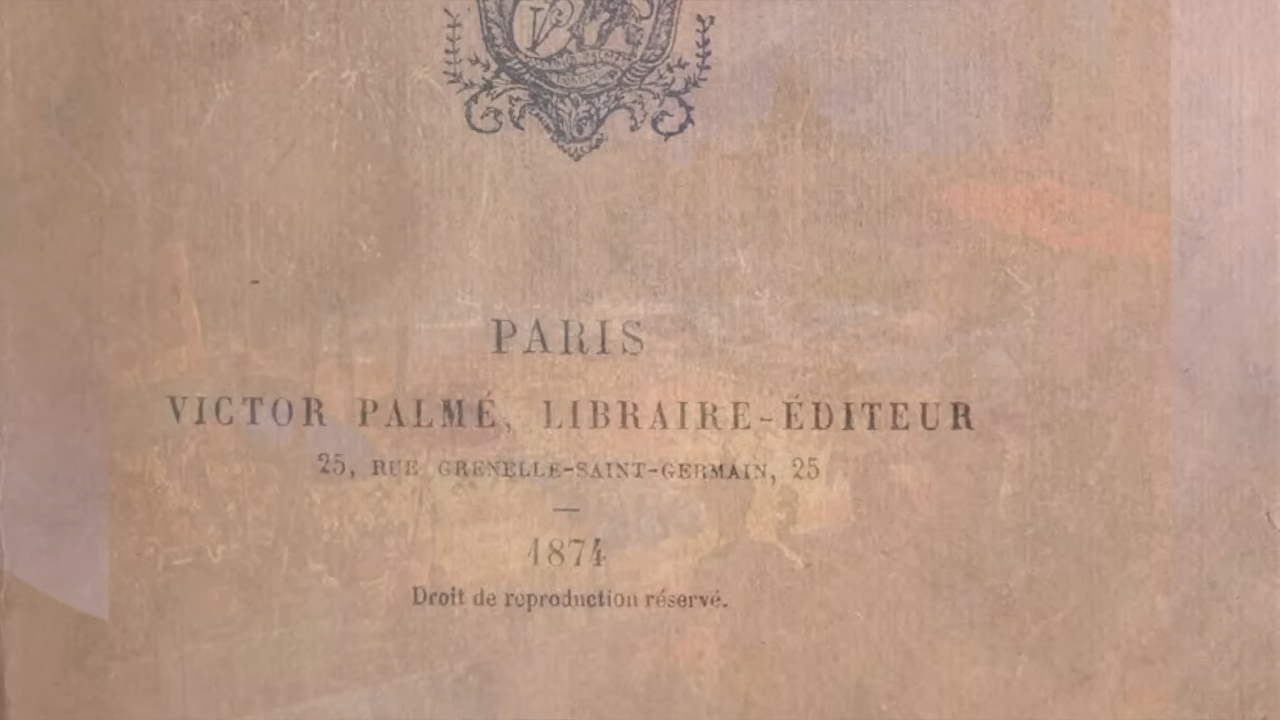 PARIS
VICTOR PALMÉ, LIBRAIRE-ÉDITEUR
25, RUE GRENELLE-SAINT-GERMAIN, 25
1874
Droit de reproduction réservé.